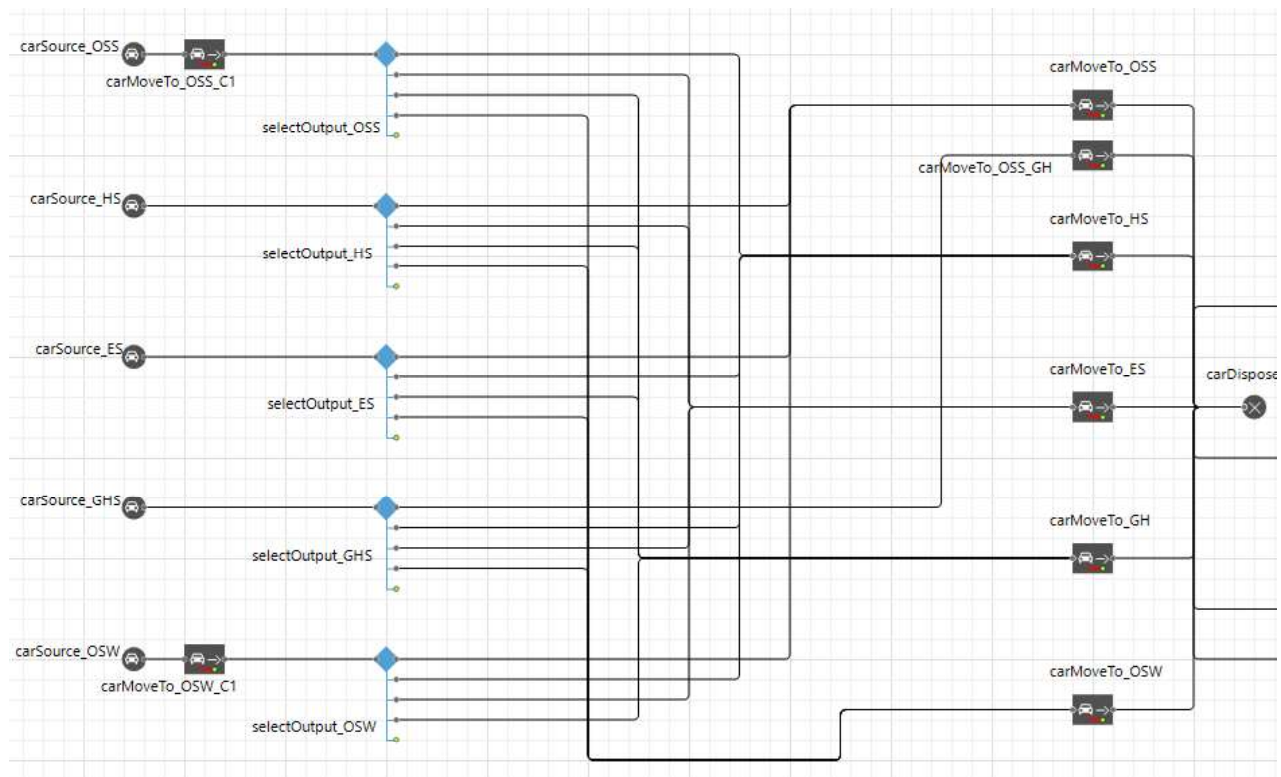 carSource_OSS
carMoveTo_OSS_C1
selectOutput_OSS
carMoveTo_OSS
carMoveTo_OSS_GH
carSource_HS
selectOutput_HS
carMoveTo_HS
carSource_ES
selectOutput_ES
carMoveTo_ES
carDispose
carSource_GHS
selectOutput_GHS
carMoveTo_GH
carSource_OSW
carMoveTo_OSW_C1
selectOutput_OSW
carMoveTo_OSW